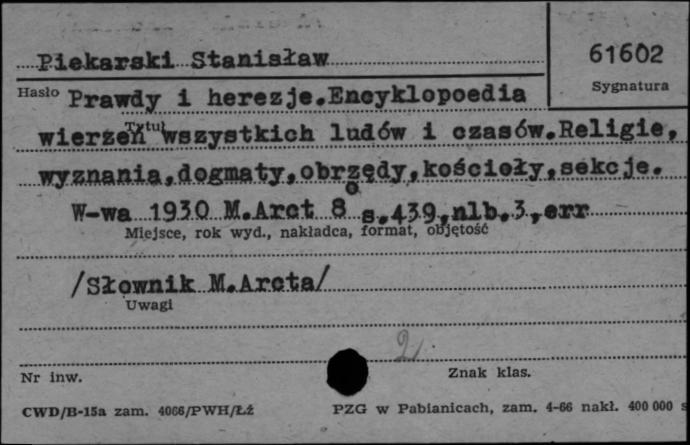 Piekarski Stanisław
61602
Hasło
Sygnatura
Prawdy i herezje.Encyklopoedia
Tytuł
wierzeń wszystkich ludów i czasów.Religie,
wyznania,dogmaty,obrzędy,kościoły,sekcje.
W-wa 1930 M.Arct 8° s.439,nlb.3,err
Miejsce, rok wyd., nakładca, format, objętość
/Słownik M.Arcta/
Uwagi
2
Nr inw.
Znak klas.
CWD/B-15a zam. 4066/PWH/Łź
PZG w Pabianicach, zam. 4-66 nakł. 400 000 s